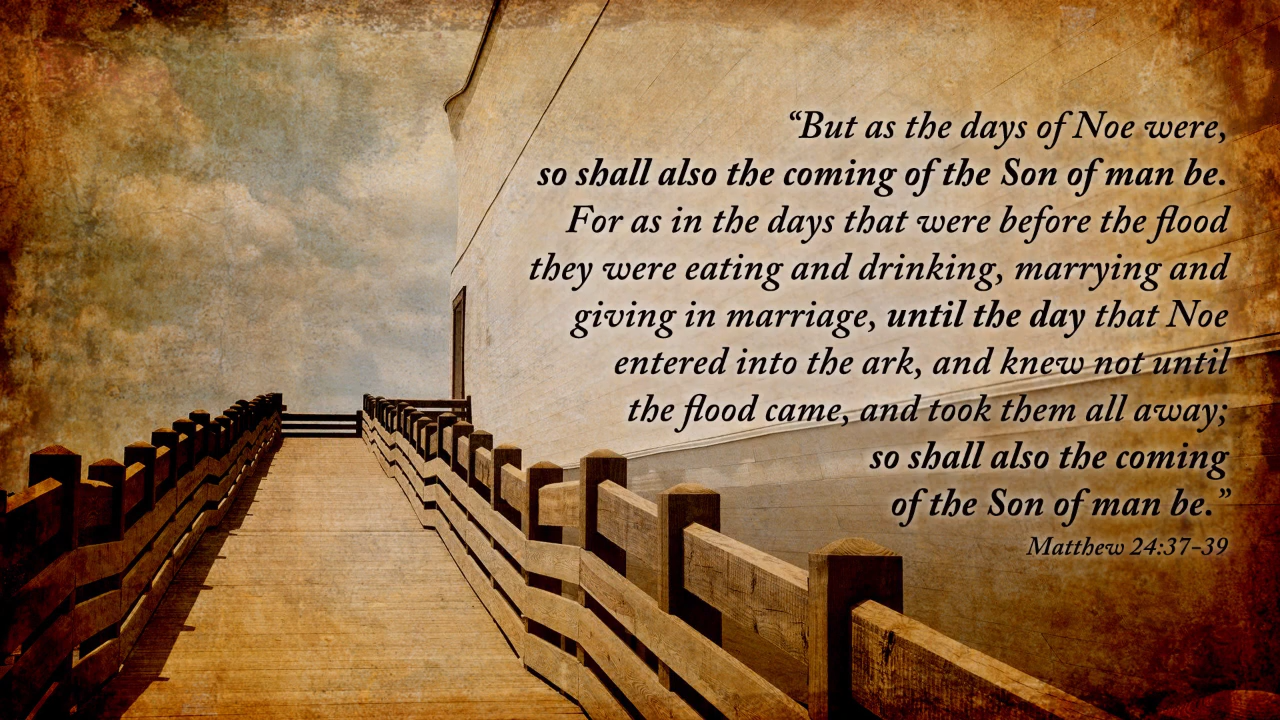 “But as the days of Noe were,
so shall also the coming of the Son of man be.
For as in the days that were before the flood
they were eating and drinking, marrying and
giving in marriage, until the day that Noe
entered into the ark, and knew not until
the flood came, and took them all away;
so shall also the coming
of the Son of man be.”
Matthew 24:37–39